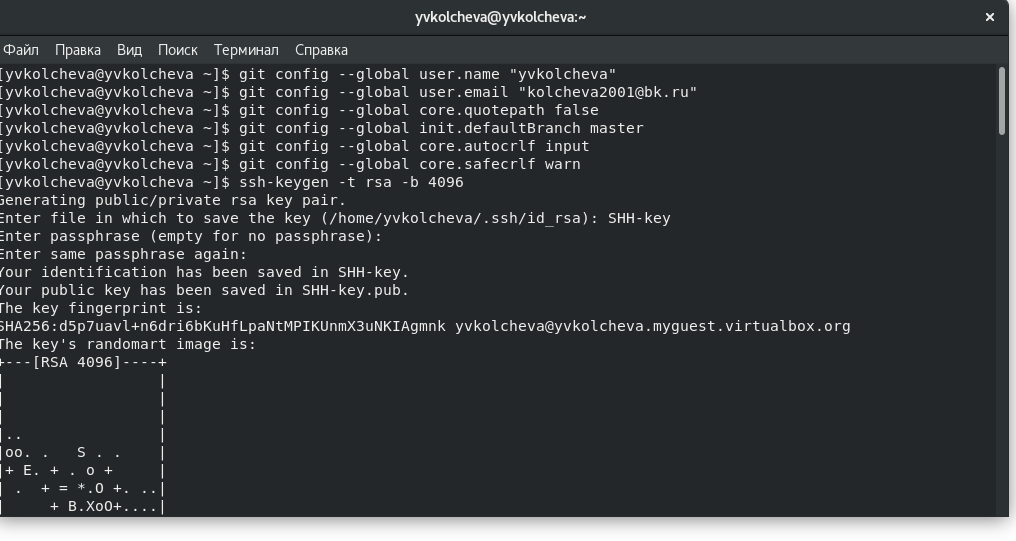 yvkolcheva@yvkolcheva:~
Файл Правка Вид Поиск Терминал Справка
[yvkolcheva@yvkolcheva ~]$ git config --global user.name "yvkolcheva"
[yvkolcheva@yvkolcheva ~]$ git config --global user.email "kolcheva2001@bk.ru"
[yvkolcheva@yvkolcheva ~]$ git config --global core.quotepath false
[yvkolcheva@yvkolcheva ~]$ git config --global init.defaultBranch master
[yvkolcheva@yvkolcheva ~]$ git config --global core.autocrlf input
[yvkolcheva@yvkolcheva ~]$ git config --global core.safecrlf warn
[yvkolcheva@yvkolcheva ~]$ ssh-keygen -t rsa -b 4096
Generating public/private rsa key pair.
Enter file in which to save the key (/home/yvkolcheva/.ssh/id_rsa): SHH-key
Enter passphrase (empty for no passphrase):
Enter same passphrase again:
Your identification has been saved in SHH-key.
Your public key has been saved in SHH-key.pub.
The key fingerprint is:
SHA256:d5p7uavl+n6dri6bKuHfLpaNtMPIKUnmX3uNKIAgmnk yvkolcheva@yvkolcheva.myguest.virtualbox.org
The key's randomart image is:
+---[RSA 4096]----+
|                 |
|                 |
|                 |
|..               |
|oo. .   S . .    |
|+ E. + . o +     |
| .  + = *.O +. ..|
|     + B.XoO+....|